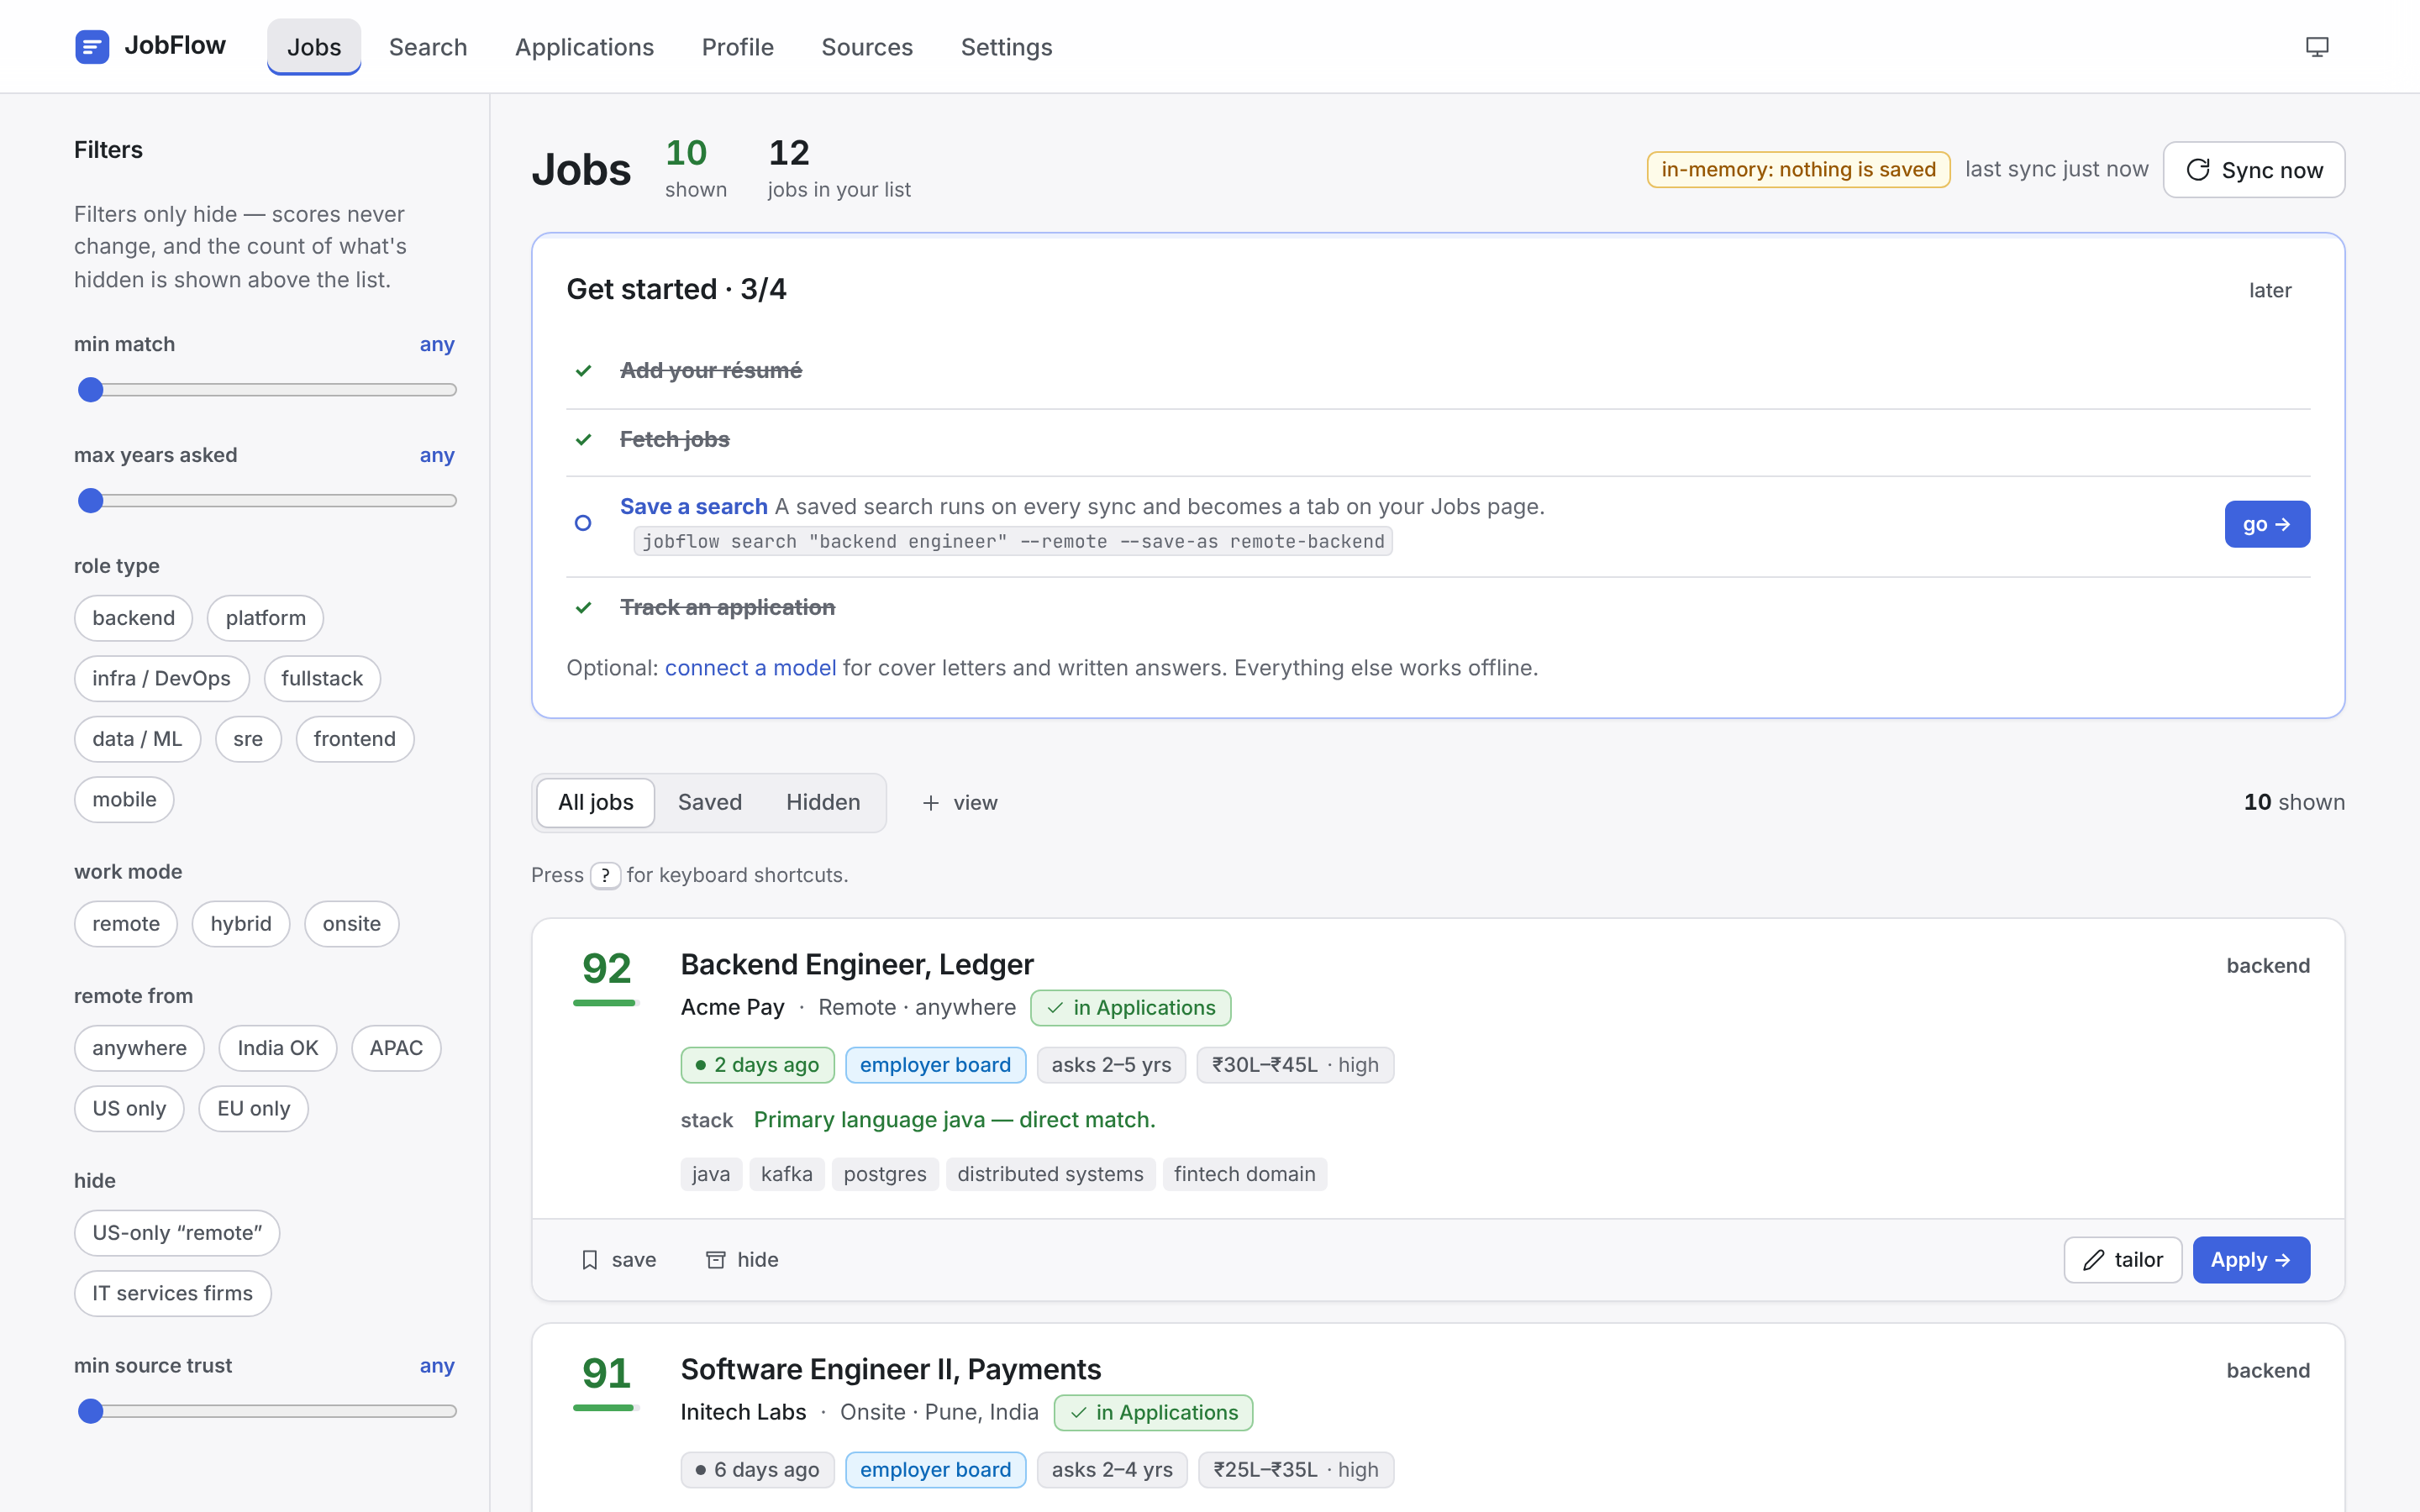 JobFlow Jobs Search Applications Profile Sources Settings
Filters
Filters only hide — scores never
change, and the count of what's
hidden is shown above the list.
min match any
max years asked any
role type
backend platform
infra / DevOps fullstack
data / ML sre frontend
mobile
work mode
remote hybrid onsite
remote from
anywhere India OK APAC
US only EU only
hide
US-only “remote”
IT services firms
min source trust any
Jobs 10 shown 12 jobs in your list in-memory: nothing is saved last sync just now Sync now
Get started · 3/4 later
Add your résumé
Fetch jobs
Save a search A saved search runs on every sync and becomes a tab on your Jobs page.
jobflow search "backend engineer" --remote --save-as remote-backend
go →
Track an application
Optional: connect a model for cover letters and written answers. Everything else works offline.
All jobs Saved Hidden + view 10 shown
Press ? for keyboard shortcuts.
92 Backend Engineer, Ledger backend
Acme Pay · Remote · anywhere ✓ in Applications
2 days ago employer board asks 2–5 yrs ₹30L–₹45L · high
stack Primary language java — direct match.
java kafka postgres distributed systems fintech domain
save hide tailor Apply →
91 Software Engineer II, Payments backend
Initech Labs · Onsite · Pune, India ✓ in Applications
6 days ago employer board asks 2–4 yrs ₹25L–₹35L · high